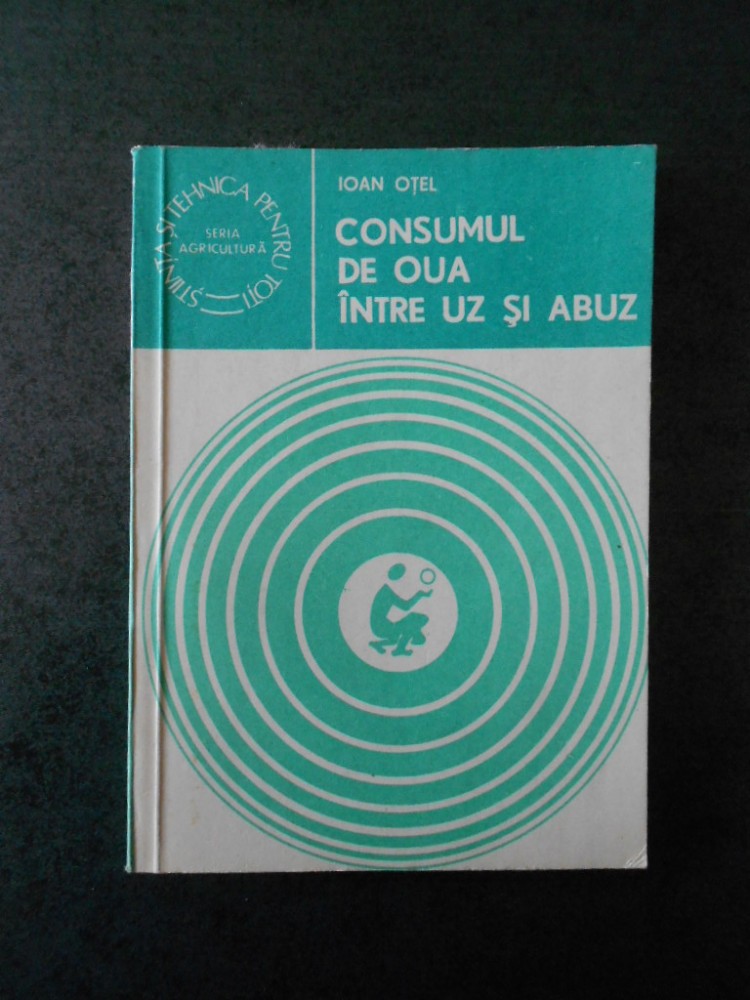 ȘTIINȚA ȘI TEHNICA PENTRU TOȚI
SERIA
AGRICULTURĂ
IOAN OȚEL
CONSUMUL
DE OUA
ÎNTRE UZ ȘI ABUZ